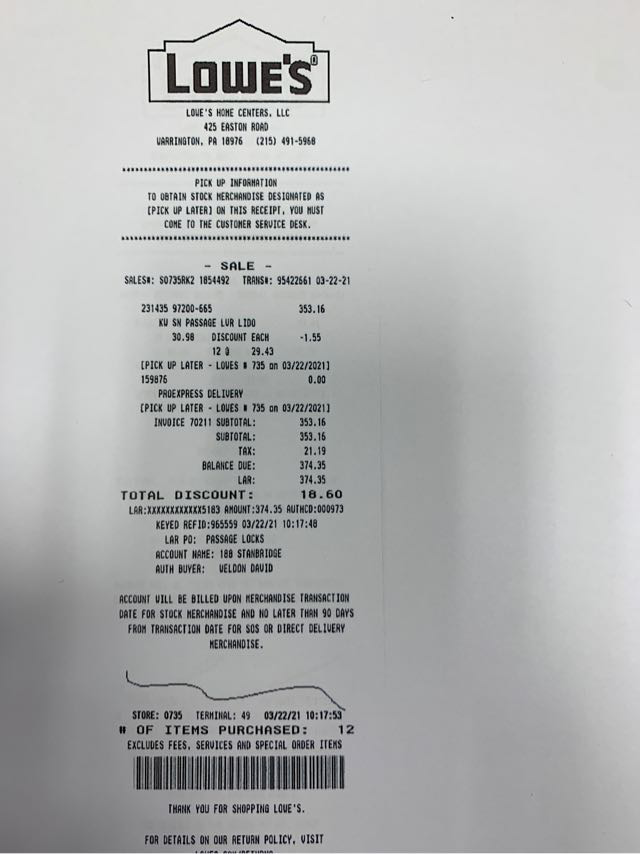 LOWE'S®
LOWE'S HOME CENTERS, LLC
425 EASTON ROAD
WARRINGTON, PA 18976 (215) 491-5968
PICK UP INFORMATION
TO OBTAIN STOCK MERCHANDISE DESIGNATED AS
[PICK UP LATER] ON THIS RECEIPT, YOU MUST
COME TO THE CUSTOMER SERVICE DESK.
- SALE -
SALES#: S0735RK2 1854492 TRANS#: 95422661 03-22-21
231435 97200-665 353.16
KW SN PASSAGE LVR LIDO
30.98 DISCOUNT EACH -1.55
12 @ 29.43
[PICK UP LATER - LOWES # 735 on 03/22/2021]
159876 0.00
PROEXPRESS DELIVERY
[PICK UP LATER - LOWES # 735 on 03/22/2021]
INVOICE 70211 SUBTOTAL: 353.16
SUBTOTAL: 353.16
TAX: 21.19
BALANCE DUE: 374.35
LAR: 374.35
TOTAL DISCOUNT: 18.60
LAR:XXXXXXXXXXXX5183 AMOUNT:374.35 AUTHCD:000973
KEYED REFID:965559 03/22/21 10:17:48
LAR PO: PASSAGE LOCKS
ACCOUNT NAME: 188 STANBRIDGE
AUTH BUYER: WELDON DAVID
ACCOUNT WILL BE BILLED UPON MERCHANDISE TRANSACTION
DATE FOR STOCK MERCHANDISE AND NO LATER THAN 90 DAYS
FROM TRANSACTION DATE FOR SOS OR DIRECT DELIVERY
MERCHANDISE.
STORE: 0735 TERMINAL: 49 03/22/21 10:17:53
# OF ITEMS PURCHASED: 12
EXCLUDES FEES, SERVICES AND SPECIAL ORDER ITEMS
THANK YOU FOR SHOPPING LOWE'S.
FOR DETAILS ON OUR RETURN POLICY, VISIT